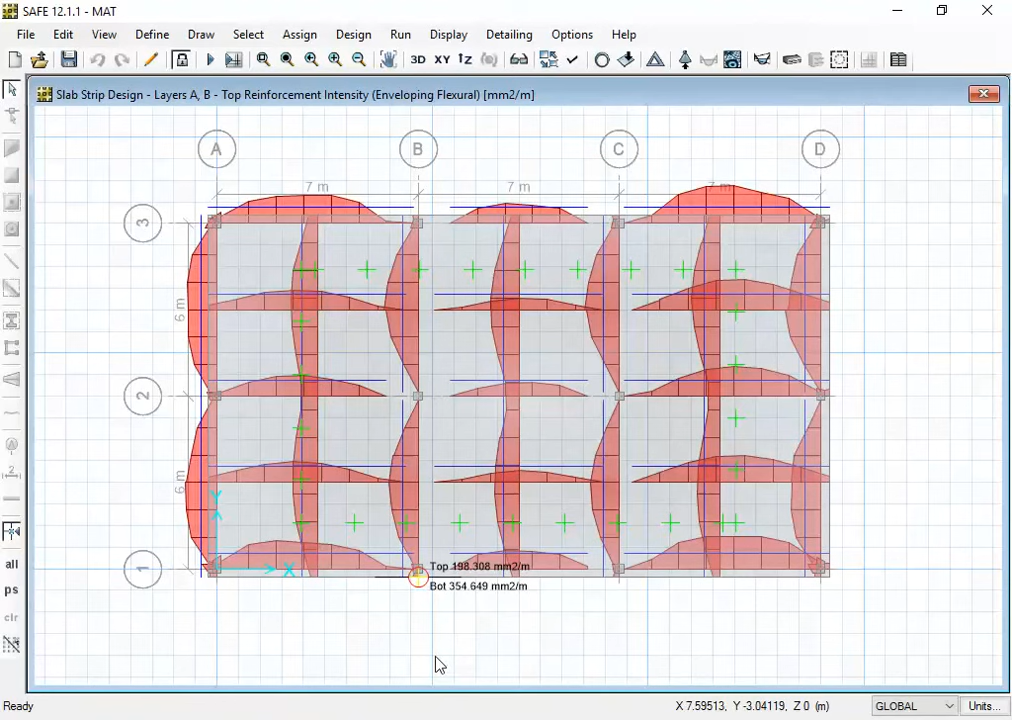 SAFE 12.1.1 - MAT
File Edit View Define Draw Select Assign Design Run Display Detailing Options Help
3D XY
Slab Strip Design - Layers A, B - Top Reinforcement Intensity (Enveloping Flexural) [mm2/m]
A B C D
7 m 7 m 7 m
3
6 m
2
6 m
Y
X
1
Top 198.308 mm2/m
Bot 354.649 mm2/m
all
ps
clr
Ready
X 7.59513, Y -3.04119, Z 0 (m)
GLOBAL
Units...